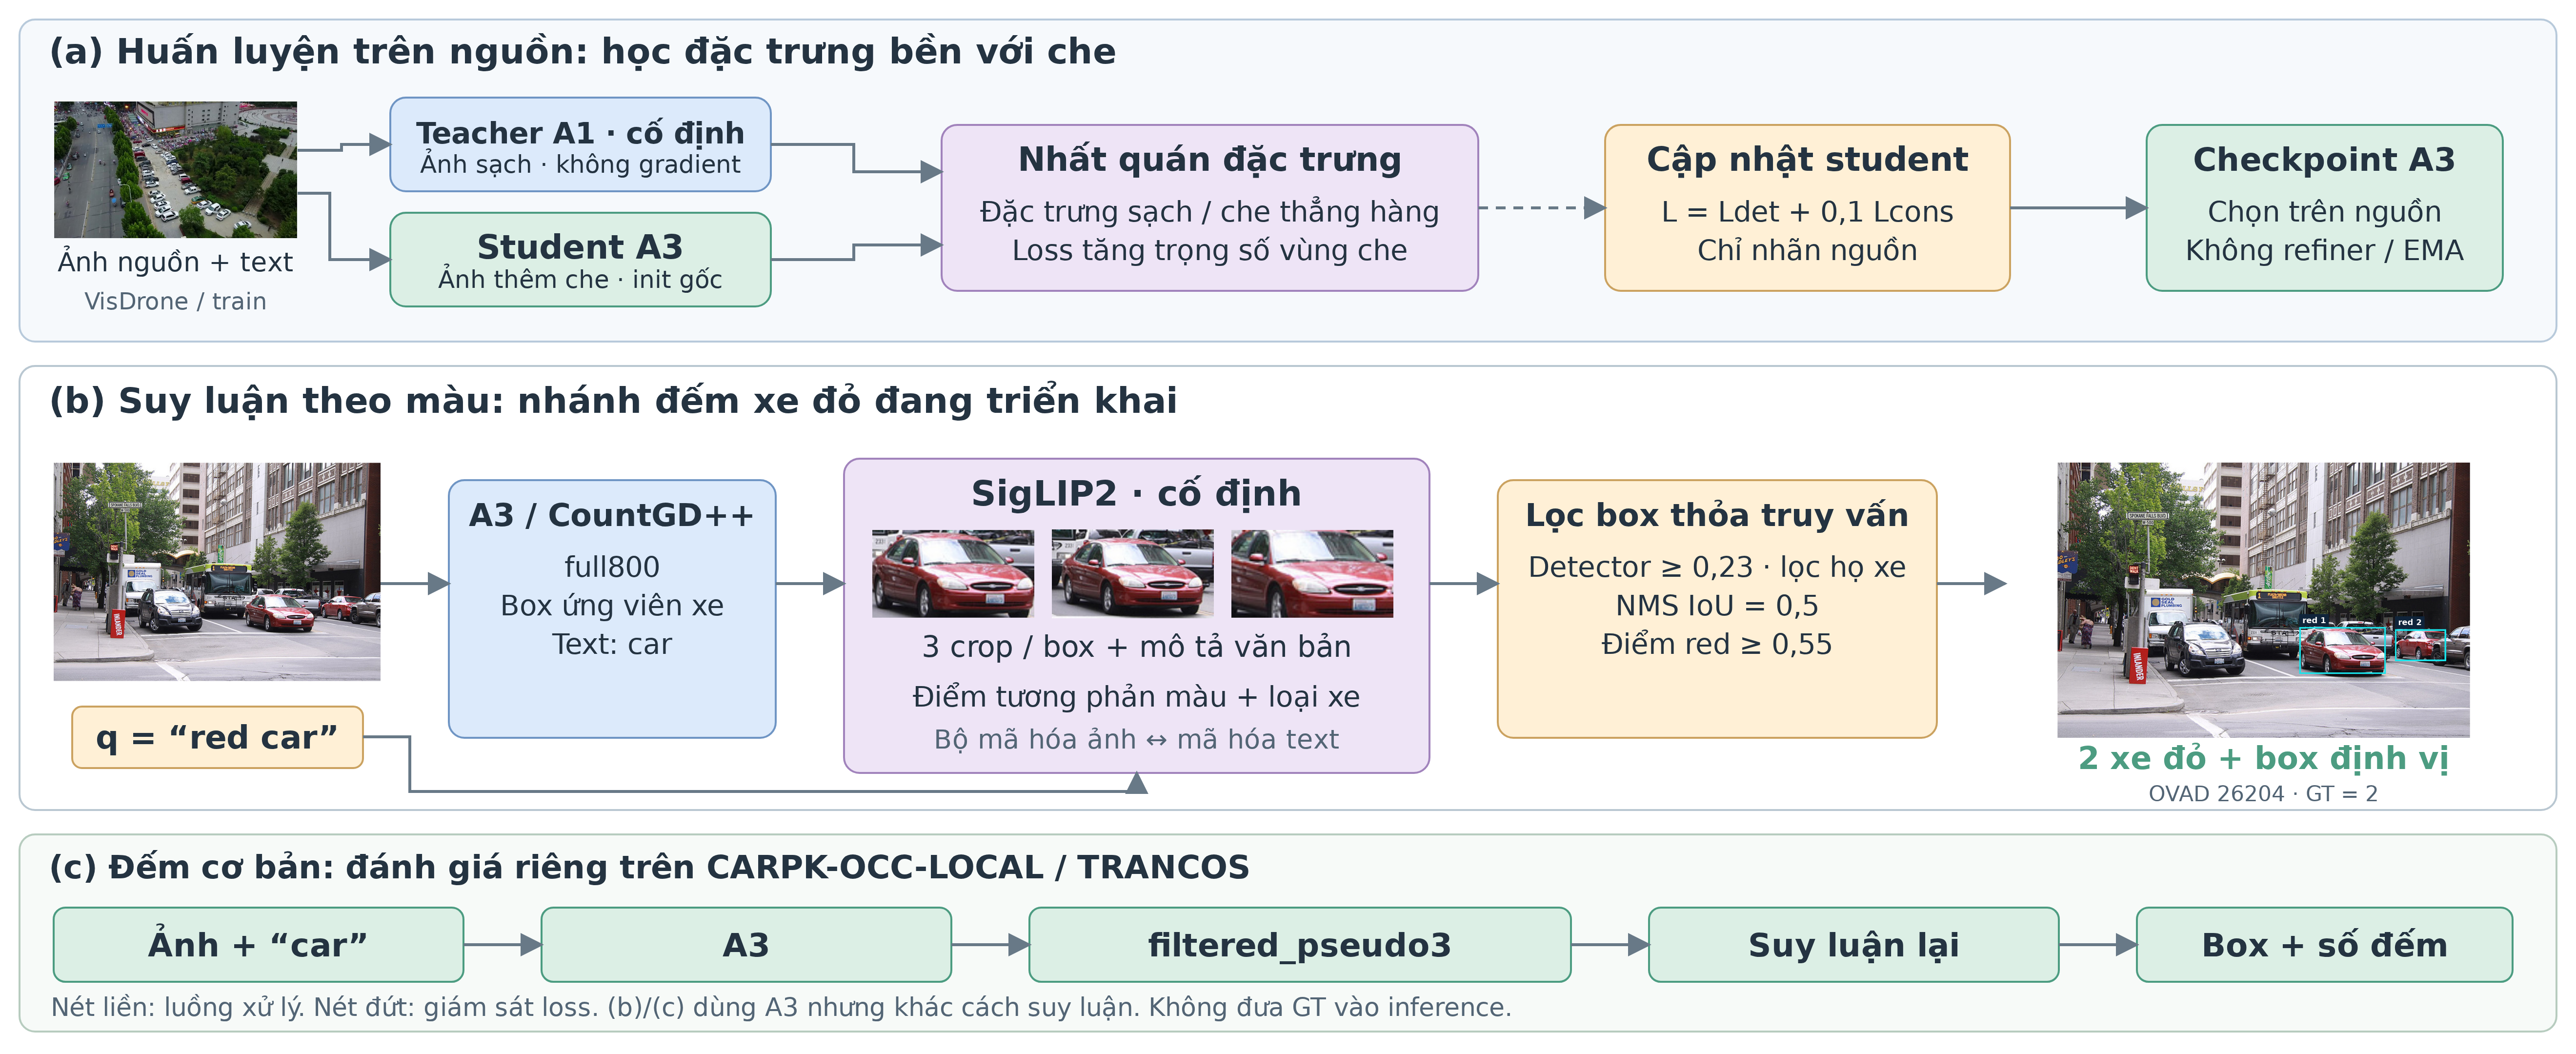 (a) Huấn luyện trên nguồn: học đặc trưng bền với che
Ảnh nguồn + text
VisDrone / train
Teacher A1 · cố định
Ảnh sạch · không gradient
Student A3
Ảnh thêm che · init gốc
Nhất quán đặc trưng
Đặc trưng sạch / che thẳng hàng
Loss tăng trọng số vùng che
Cập nhật student
L = Ldet + 0,1 Lcons
Chỉ nhãn nguồn
Checkpoint A3
Chọn trên nguồn
Không refiner / EMA
(b) Suy luận theo màu: nhánh đếm xe đỏ đang triển khai
q = “red car”
A3 / CountGD++
full800
Box ứng viên xe
Text: car
SigLIP2 · cố định
3 crop / box + mô tả văn bản
Điểm tương phản màu + loại xe
Bộ mã hóa ảnh ↔ mã hóa text
Lọc box thỏa truy vấn
Detector ≥ 0,23 · lọc họ xe
NMS IoU = 0,5
Điểm red ≥ 0,55
red 1
red 2
2 xe đỏ + box định vị
OVAD 26204 · GT = 2
(c) Đếm cơ bản: đánh giá riêng trên CARPK-OCC-LOCAL / TRANCOS
Ảnh + “car”
A3
filtered_pseudo3
Suy luận lại
Box + số đếm
Nét liền: luồng xử lý. Nét đứt: giám sát loss. (b)/(c) dùng A3 nhưng khác cách suy luận. Không đưa GT vào inference.